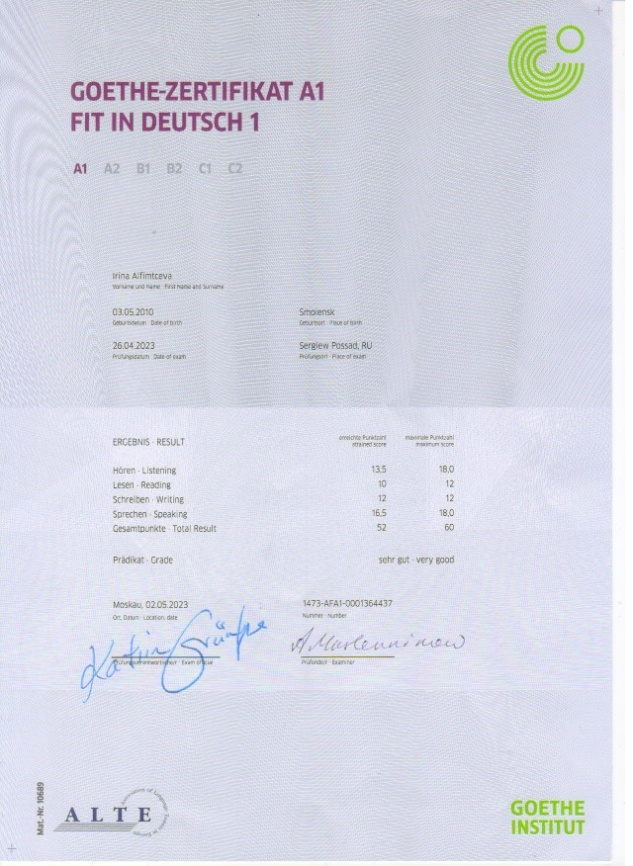 GOETHE-ZERTIFIKAT A1
FIT IN DEUTSCH 1
A1 A2 B1 B2 C1 C2
Irina Alfimtceva
Vorname und Name · First Name and Surname
03.05.2010 Smolensk
Geburtsdatum · Date of birth Geburtsort · Place of birth
26.04.2023 Sergiew Possad, RU
Prüfungsdatum · Date of exam Prüfungsort · Place of exam
ERGEBNIS · RESULT erreichte Punktzahl maximale Punktzahl
attained score maximum score
Hören · Listening 13,5 18,0
Lesen · Reading 10 12
Schreiben · Writing 12 12
Sprechen · Speaking 16,5 18,0
Gesamtpunkte · Total Result 52 60
Prädikat · Grade sehr gut · very good
Moskau, 02.05.2023 1473-AFA1-0001364437
Ort, Datum · Location, date Nummer · Number
Prüfende/r · Examiner
Mat.-Nr. 10689
ALTE
GOETHE
INSTITUT